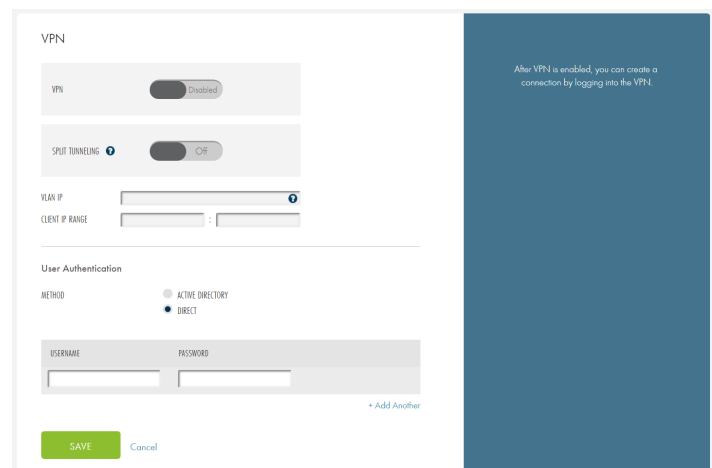 VPN
VPN
Disabled
SPLIT TUNNELING ?
Off
VLAN IP
?
CLIENT IP RANGE
:
User Authentication
METHOD
ACTIVE DIRECTORY
DIRECT
USERNAME PASSWORD
+ Add Another
SAVE Cancel
After VPN is enabled, you can create a
connection by logging into the VPN.